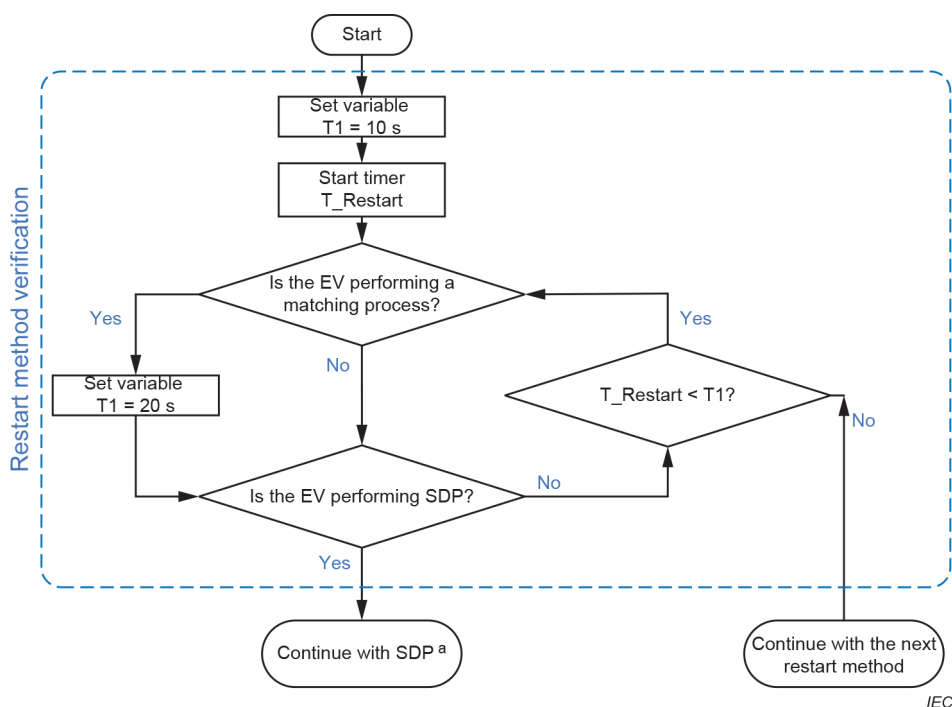 Start
Restart method verification
Set variable
T1 = 10 s
Start timer
T_Restart
Is the EV performing a
matching process?
Yes
No
Yes
Set variable
T1 = 20 s
T_Restart < T1?
No
Is the EV performing SDP?
No
Yes
Continue with SDP a
Continue with the next
restart method
IEC